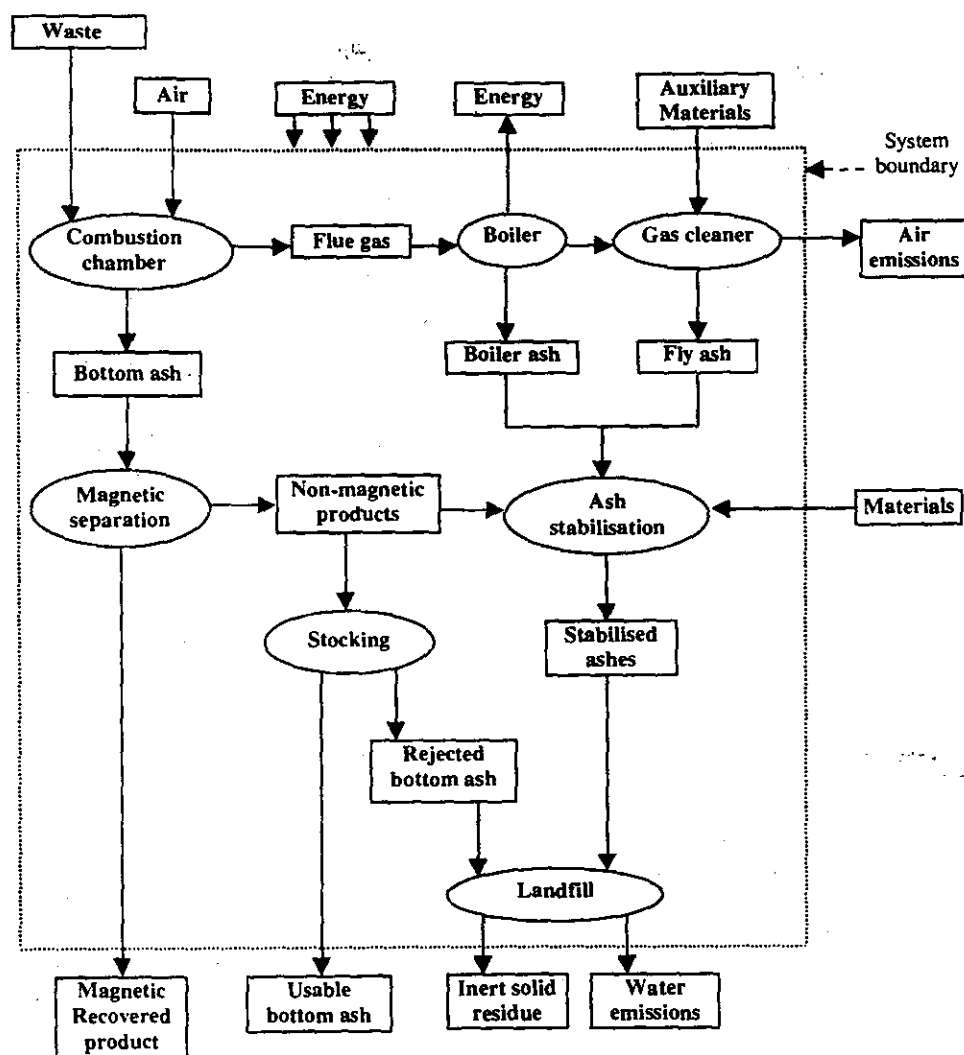 Waste
Air
Energy
Energy
Auxiliary
Materials
System
boundary
Combustion
chamber
Flue gas
Boiler
Gas cleaner
Air
emissions
Bottom ash
Boiler ash
Fly ash
Magnetic
separation
Non-magnetic
products
Ash
stabilisation
Materials
Stocking
Stabilised
ashes
Rejected
bottom ash
Landfill
Magnetic
Recovered
product
Usable
bottom ash
Inert solid
residue
Water
emissions